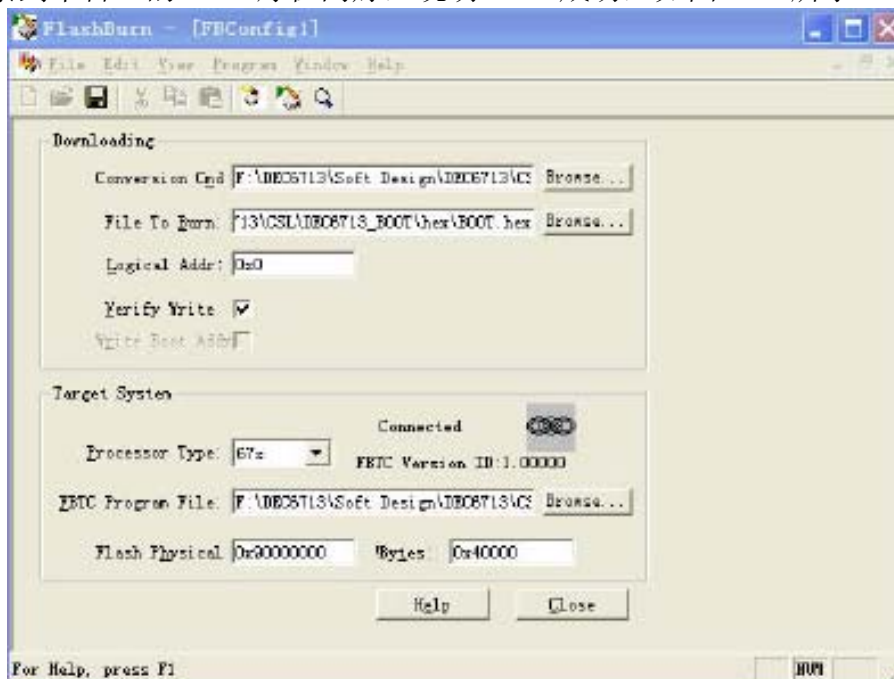 FlashBurn - [FBConfig1]
File Edit View Program Window Help
Downloading
Conversion Cmd F:\DEC6713\Soft Design\DEC6713\CS Browse...
File To Burn: 713\CSL\DEC6713_BOOT\hex\BOOT.hex Browse...
Logical Addr: 0x0
Verify Write
Write Boot Addr
Target System
Connected
Processor Type: 67x
FBTC Version ID:1.00000
FBTC Program File: F:\DEC6713\Soft Design\DEC6713\CS Browse...
Flash Physical 0x90000000 Bytes: 0x40000
Help Close
For Help, press F1 NUM